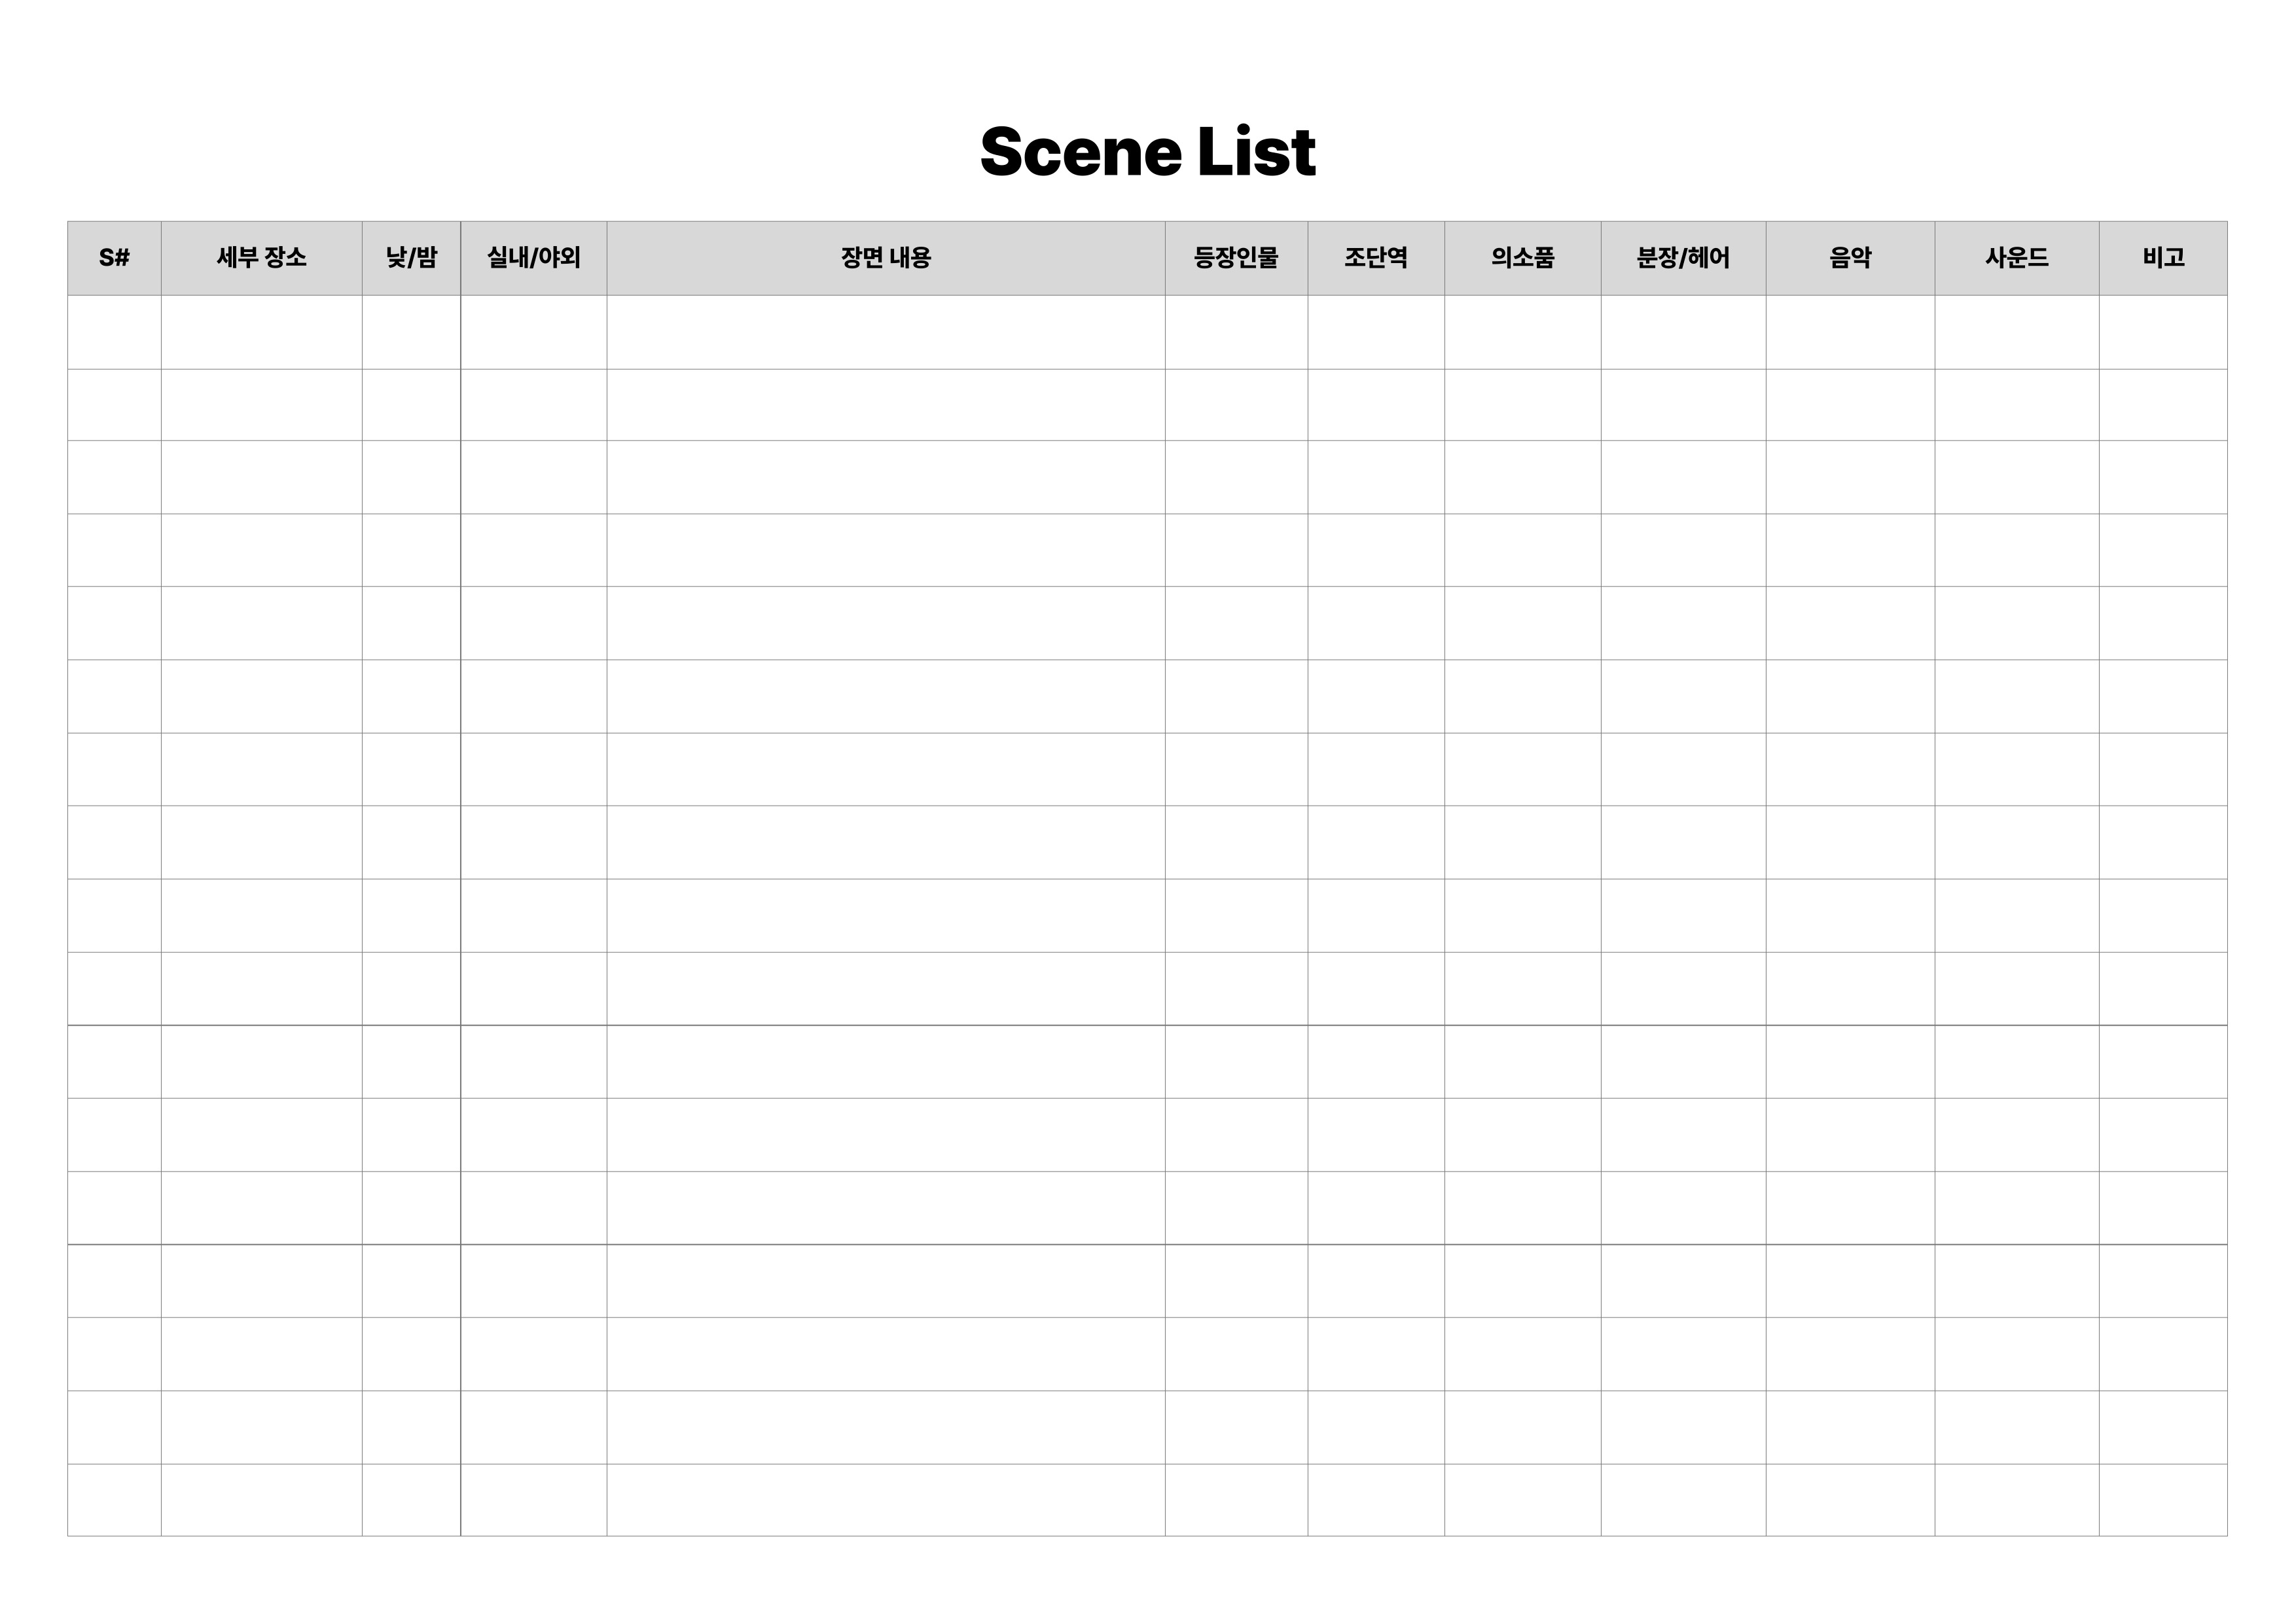 Scene List
S# 세부 장소 낮/밤 실내/야외 장면 내용 등장인물 조단역 의소품 분장/헤어 음악 사운드 비고